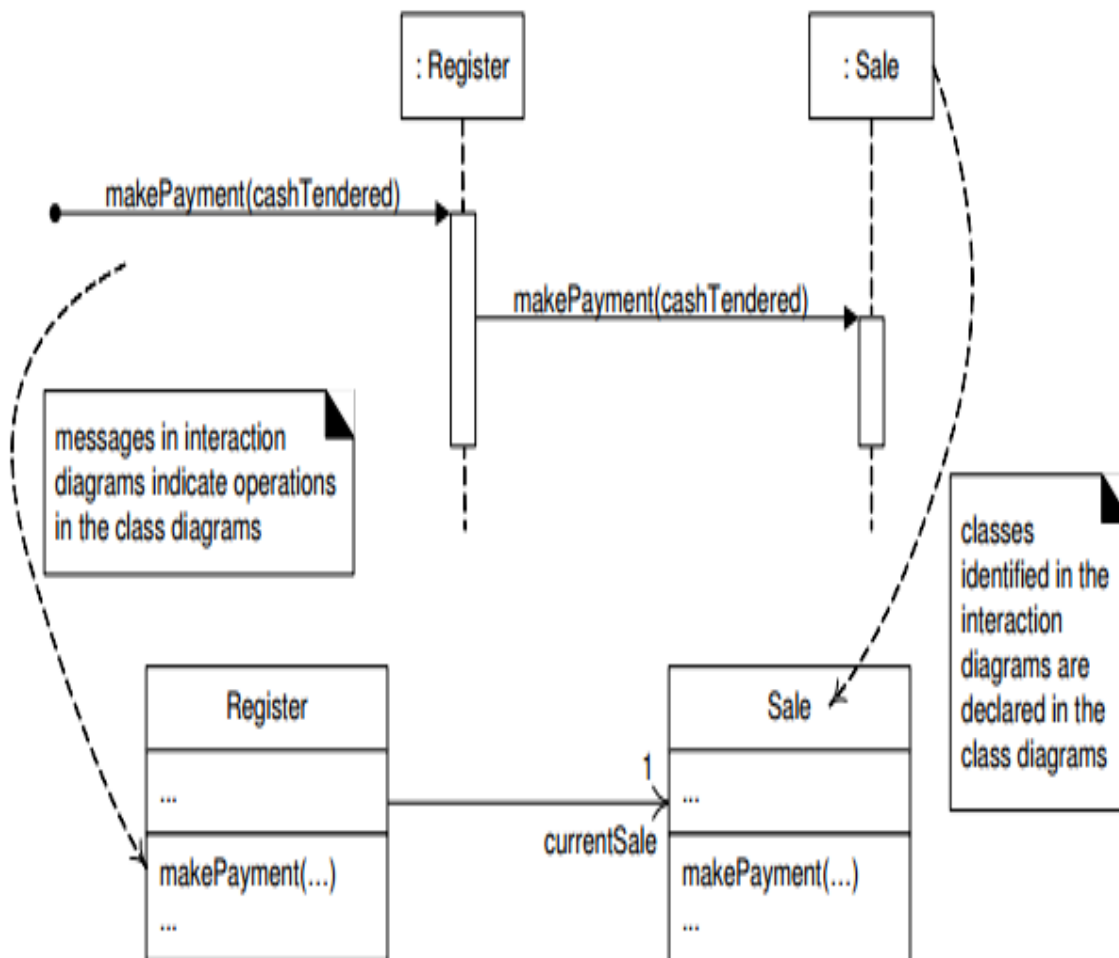 : Register
: Sale
makePayment(cashTendered)
makePayment(cashTendered)
messages in interaction
diagrams indicate operations
in the class diagrams
classes
identified in the
interaction
diagrams are
declared in the
class diagrams
Register
...
makePayment(...)
...
1
currentSale
Sale
...
makePayment(...)
...